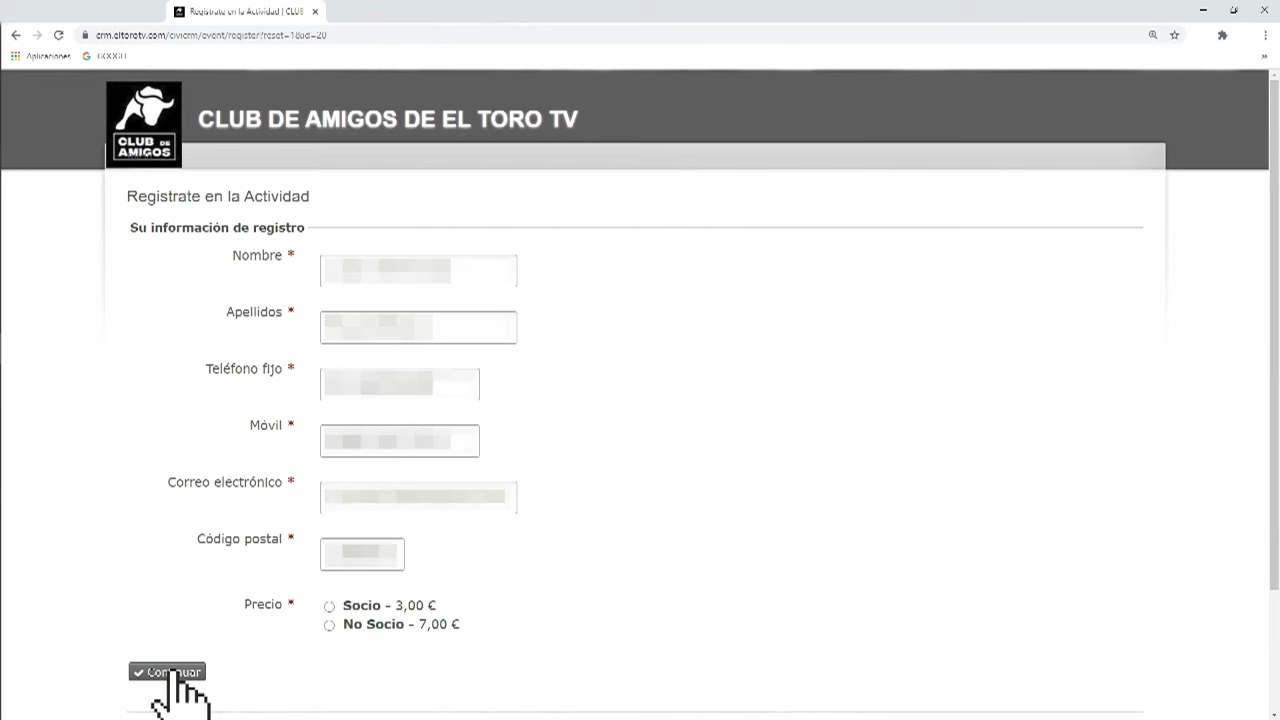 Registrate en la Actividad | CLUB
crm.eltorotv.com/civicrm/event/register?reset=1&id=20
Aplicaciones GOOGLE
CLUB DE AMIGOS
CLUB DE AMIGOS DE EL TORO TV
Registrate en la Actividad
Su información de registro
Nombre *
Apellidos *
Teléfono fijo *
Móvil *
Correo electrónico *
Código postal *
Precio *
Socio - 3,00 €
No Socio - 7,00 €
Continuar